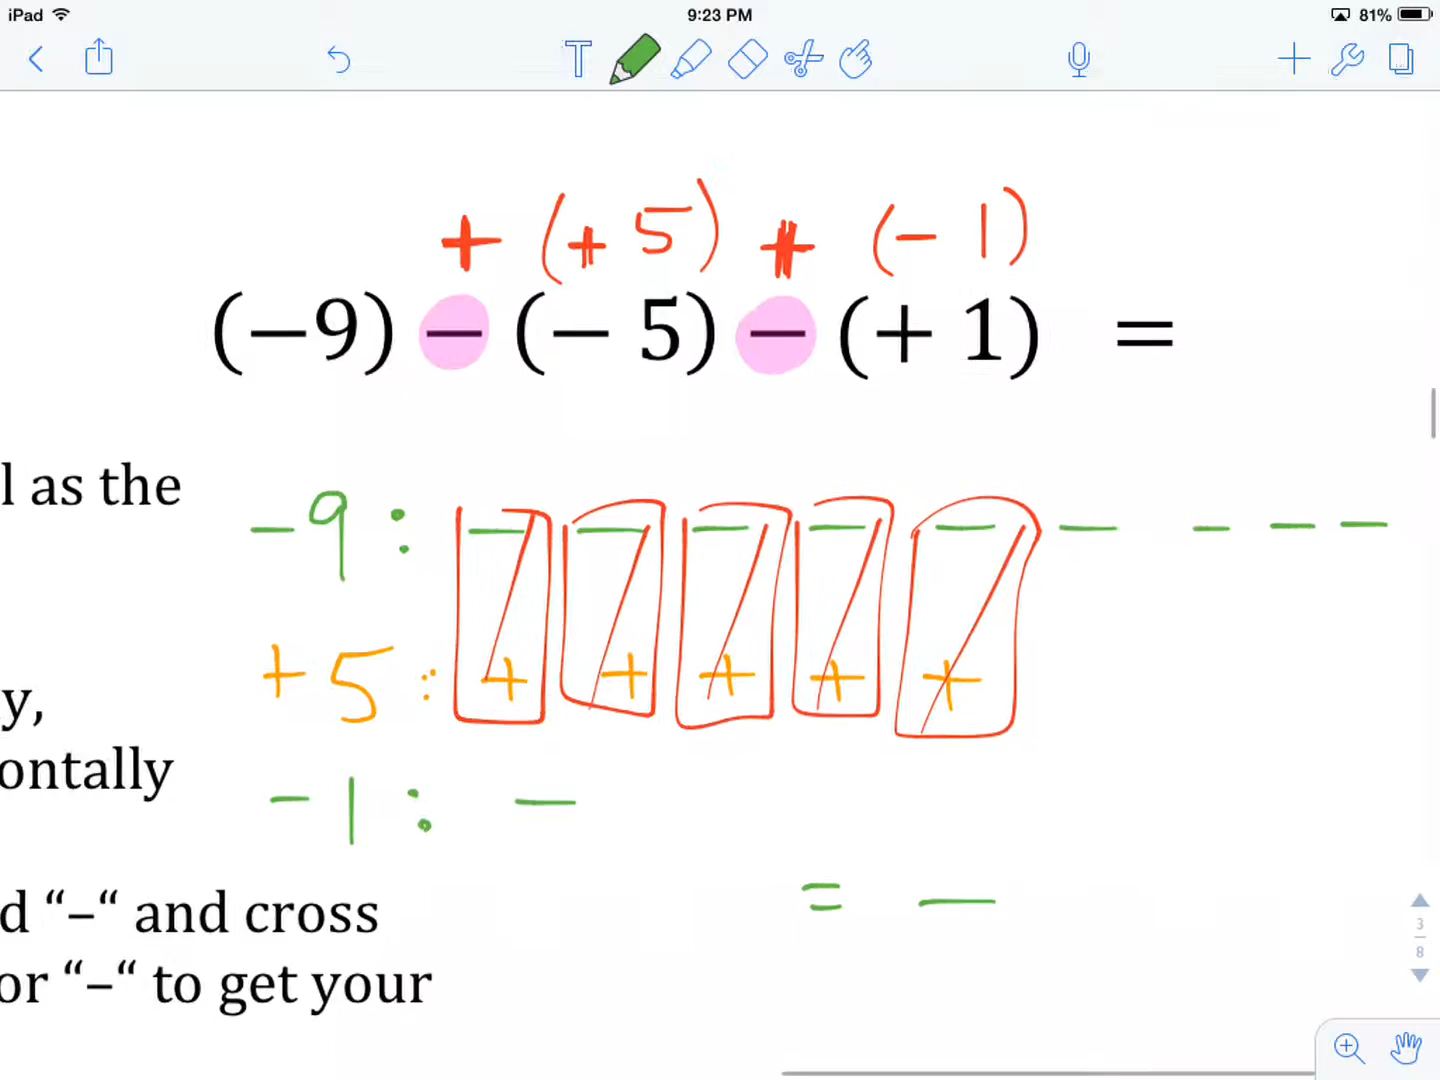 iPad 9:23 PM 81%
T
+ (+ 5) + (- 1)
(−9) − (− 5) − (+ 1) =
l as the
-9: - - - - - - - - -
+5: + + + + +
y,
ontally
-1: -
d “–“ and cross
= -
3
8
or “–“ to get your